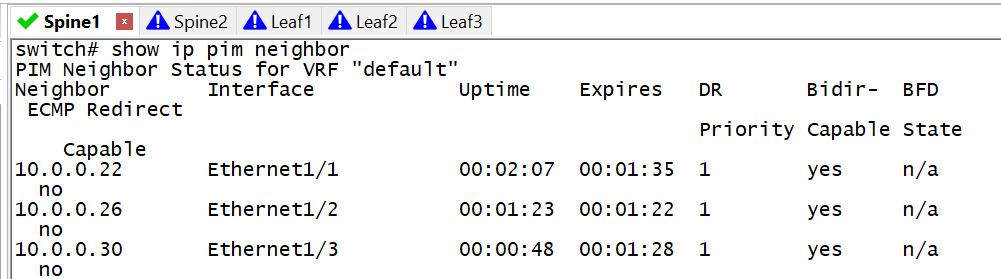 Spine1 Spine2 Leaf1 Leaf2 Leaf3
switch# show ip pim neighbor
PIM Neighbor Status for VRF "default"
Neighbor Interface Uptime Expires DR Bidir- BFD
ECMP Redirect
Priority Capable State
Capable
10.0.0.22 Ethernet1/1 00:02:07 00:01:35 1 yes n/a
no
10.0.0.26 Ethernet1/2 00:01:23 00:01:22 1 yes n/a
no
10.0.0.30 Ethernet1/3 00:00:48 00:01:28 1 yes n/a
no